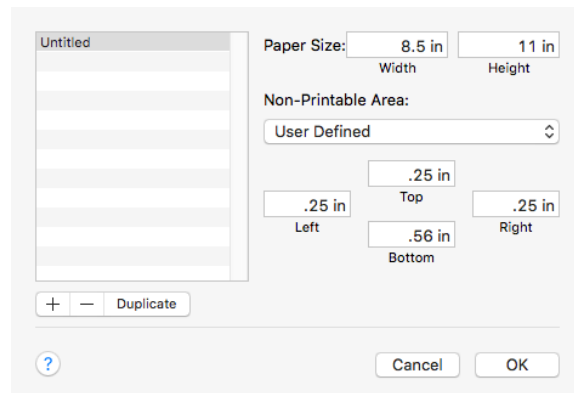 Untitled
Paper Size: 8.5 in 11 in
Width Height
Non-Printable Area:
User Defined
.25 in
Top
.25 in .25 in
Left Right
.56 in
Bottom
+ − Duplicate
? Cancel OK